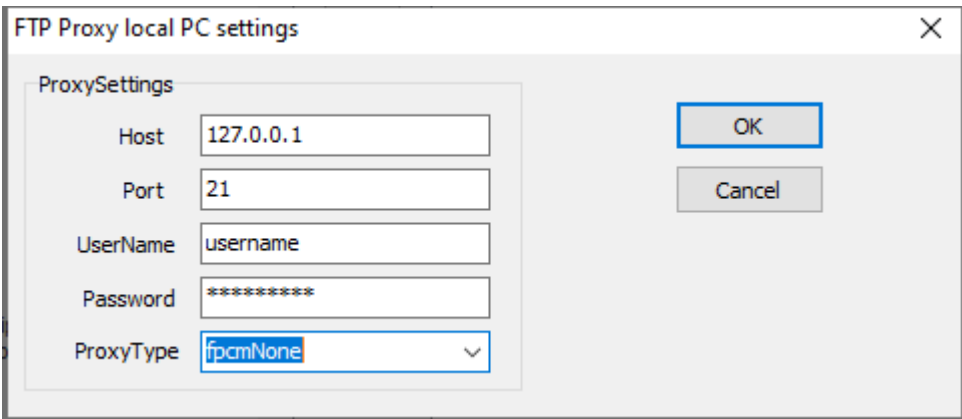 FTP Proxy local PC settings
ProxySettings
Host 127.0.0.1
Port 21
UserName username
Password *********
ProxyType fpcmNone
OK
Cancel